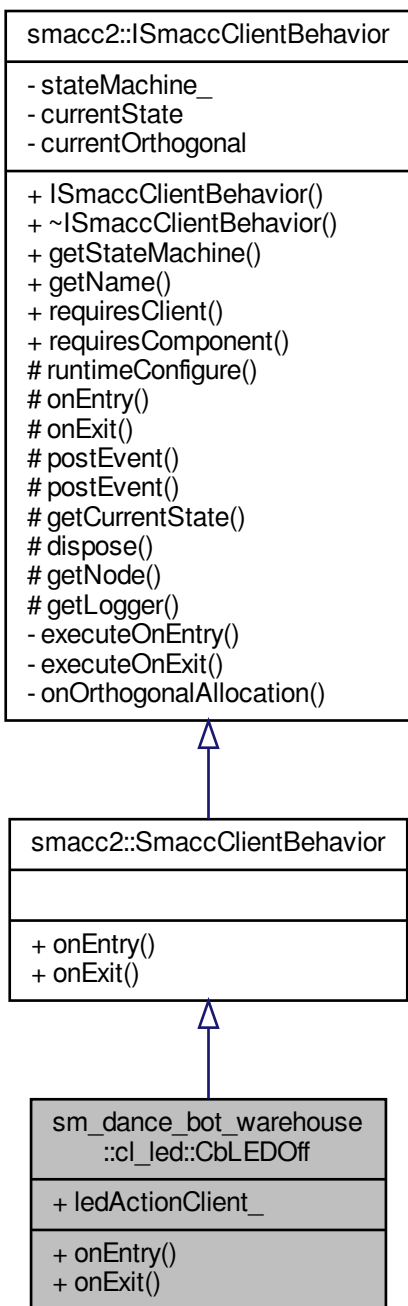 smacc2::ISmaccClientBehavior
- stateMachine_
- currentState
- currentOrthogonal
+ ISmaccClientBehavior()
+ ~ISmaccClientBehavior()
+ getStateMachine()
+ getName()
+ requiresClient()
+ requiresComponent()
# runtimeConfigure()
# onEntry()
# onExit()
# postEvent()
# postEvent()
# getCurrentState()
# dispose()
# getNode()
# getLogger()
- executeOnEntry()
- executeOnExit()
- onOrthogonalAllocation()
smacc2::SmaccClientBehavior
+ onEntry()
+ onExit()
sm_dance_bot_warehouse
::cl_led::CbLEDOff
+ ledActionClient_
+ onEntry()
+ onExit()